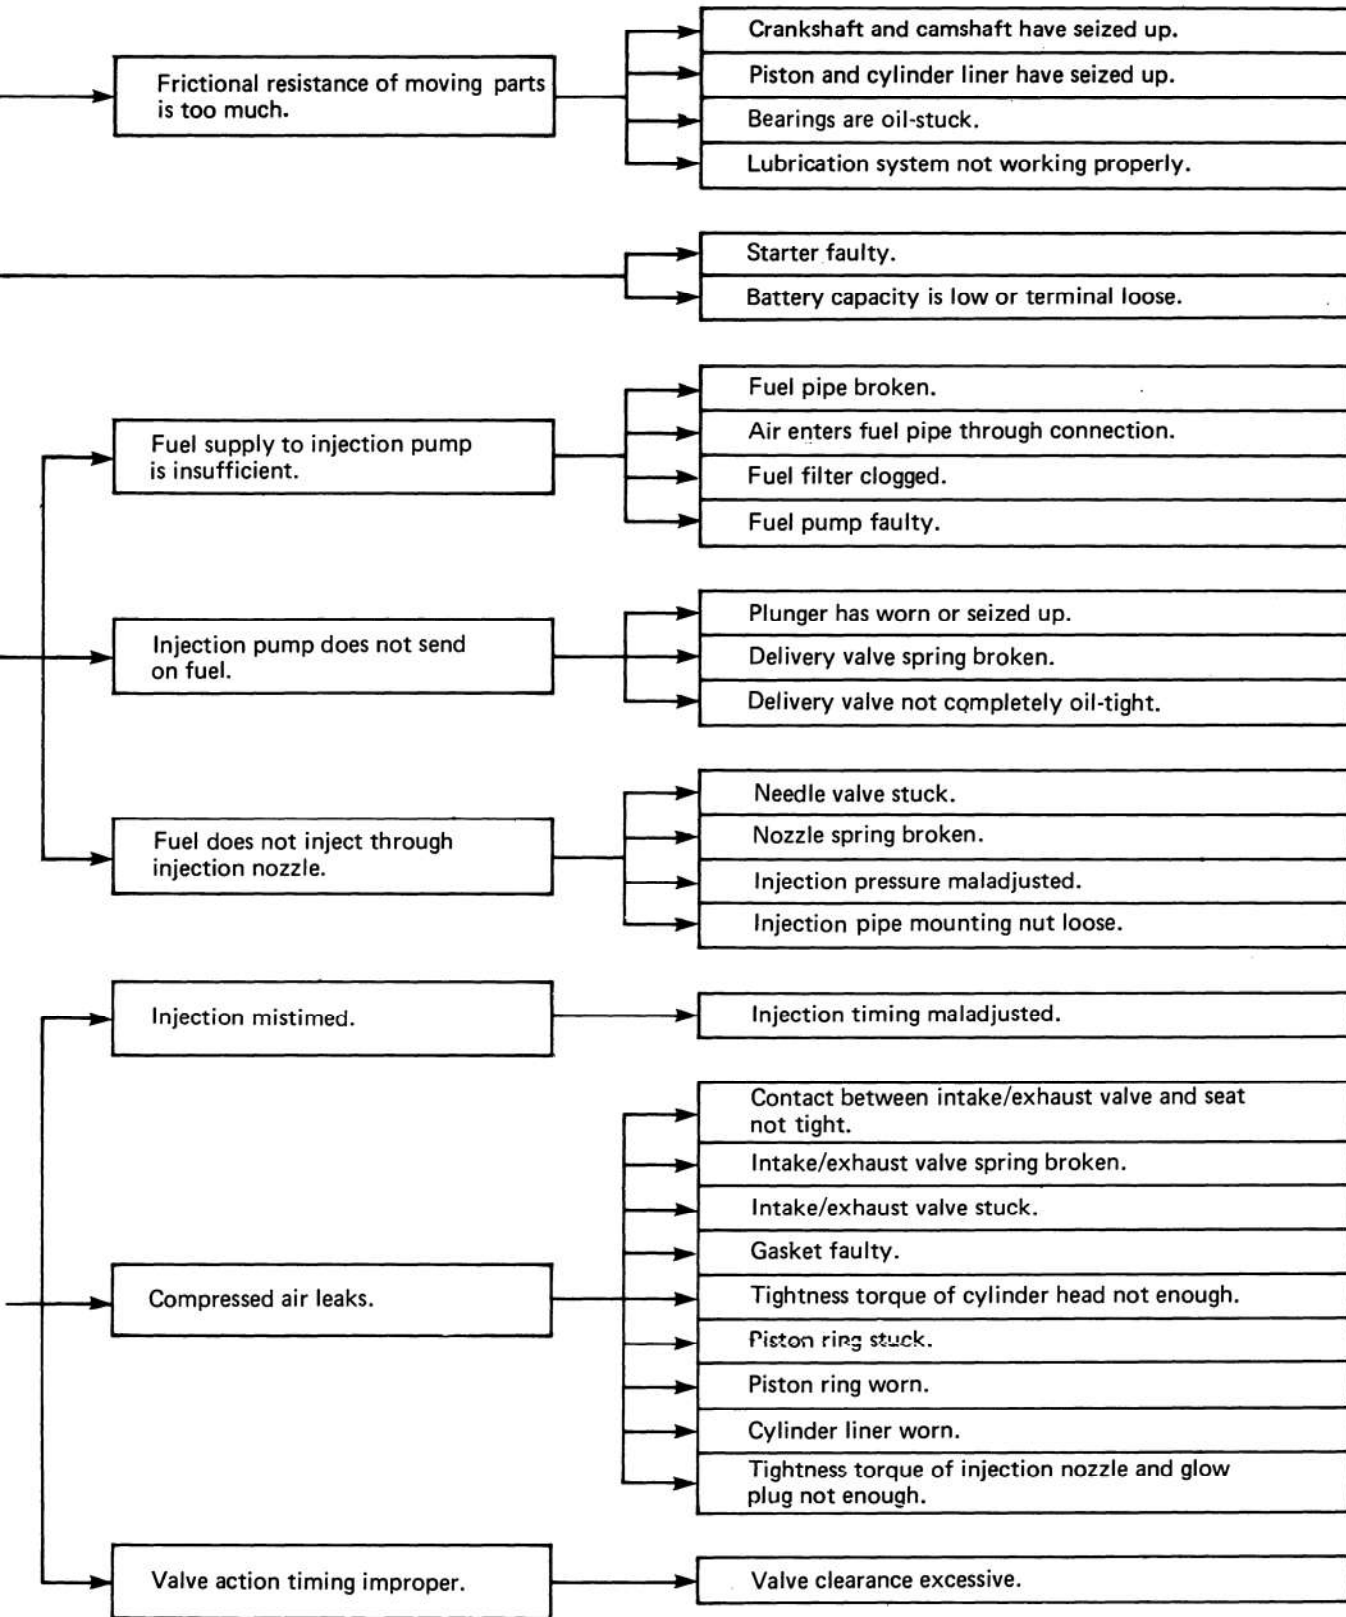 Frictional resistance of moving parts
is too much.
Crankshaft and camshaft have seized up.
Piston and cylinder liner have seized up.
Bearings are oil-stuck.
Lubrication system not working properly.
Starter faulty.
Battery capacity is low or terminal loose.
Fuel supply to injection pump
is insufficient.
Fuel pipe broken.
Air enters fuel pipe through connection.
Fuel filter clogged.
Fuel pump faulty.
Injection pump does not send
on fuel.
Plunger has worn or seized up.
Delivery valve spring broken.
Delivery valve not completely oil-tight.
Fuel does not inject through
injection nozzle.
Needle valve stuck.
Nozzle spring broken.
Injection pressure maladjusted.
Injection pipe mounting nut loose.
Injection mistimed.
Injection timing maladjusted.
Compressed air leaks.
Contact between intake/exhaust valve and seat
not tight.
Intake/exhaust valve spring broken.
Intake/exhaust valve stuck.
Gasket faulty.
Tightness torque of cylinder head not enough.
Piston ring stuck.
Piston ring worn.
Cylinder liner worn.
Tightness torque of injection nozzle and glow
plug not enough.
Valve action timing improper.
Valve clearance excessive.